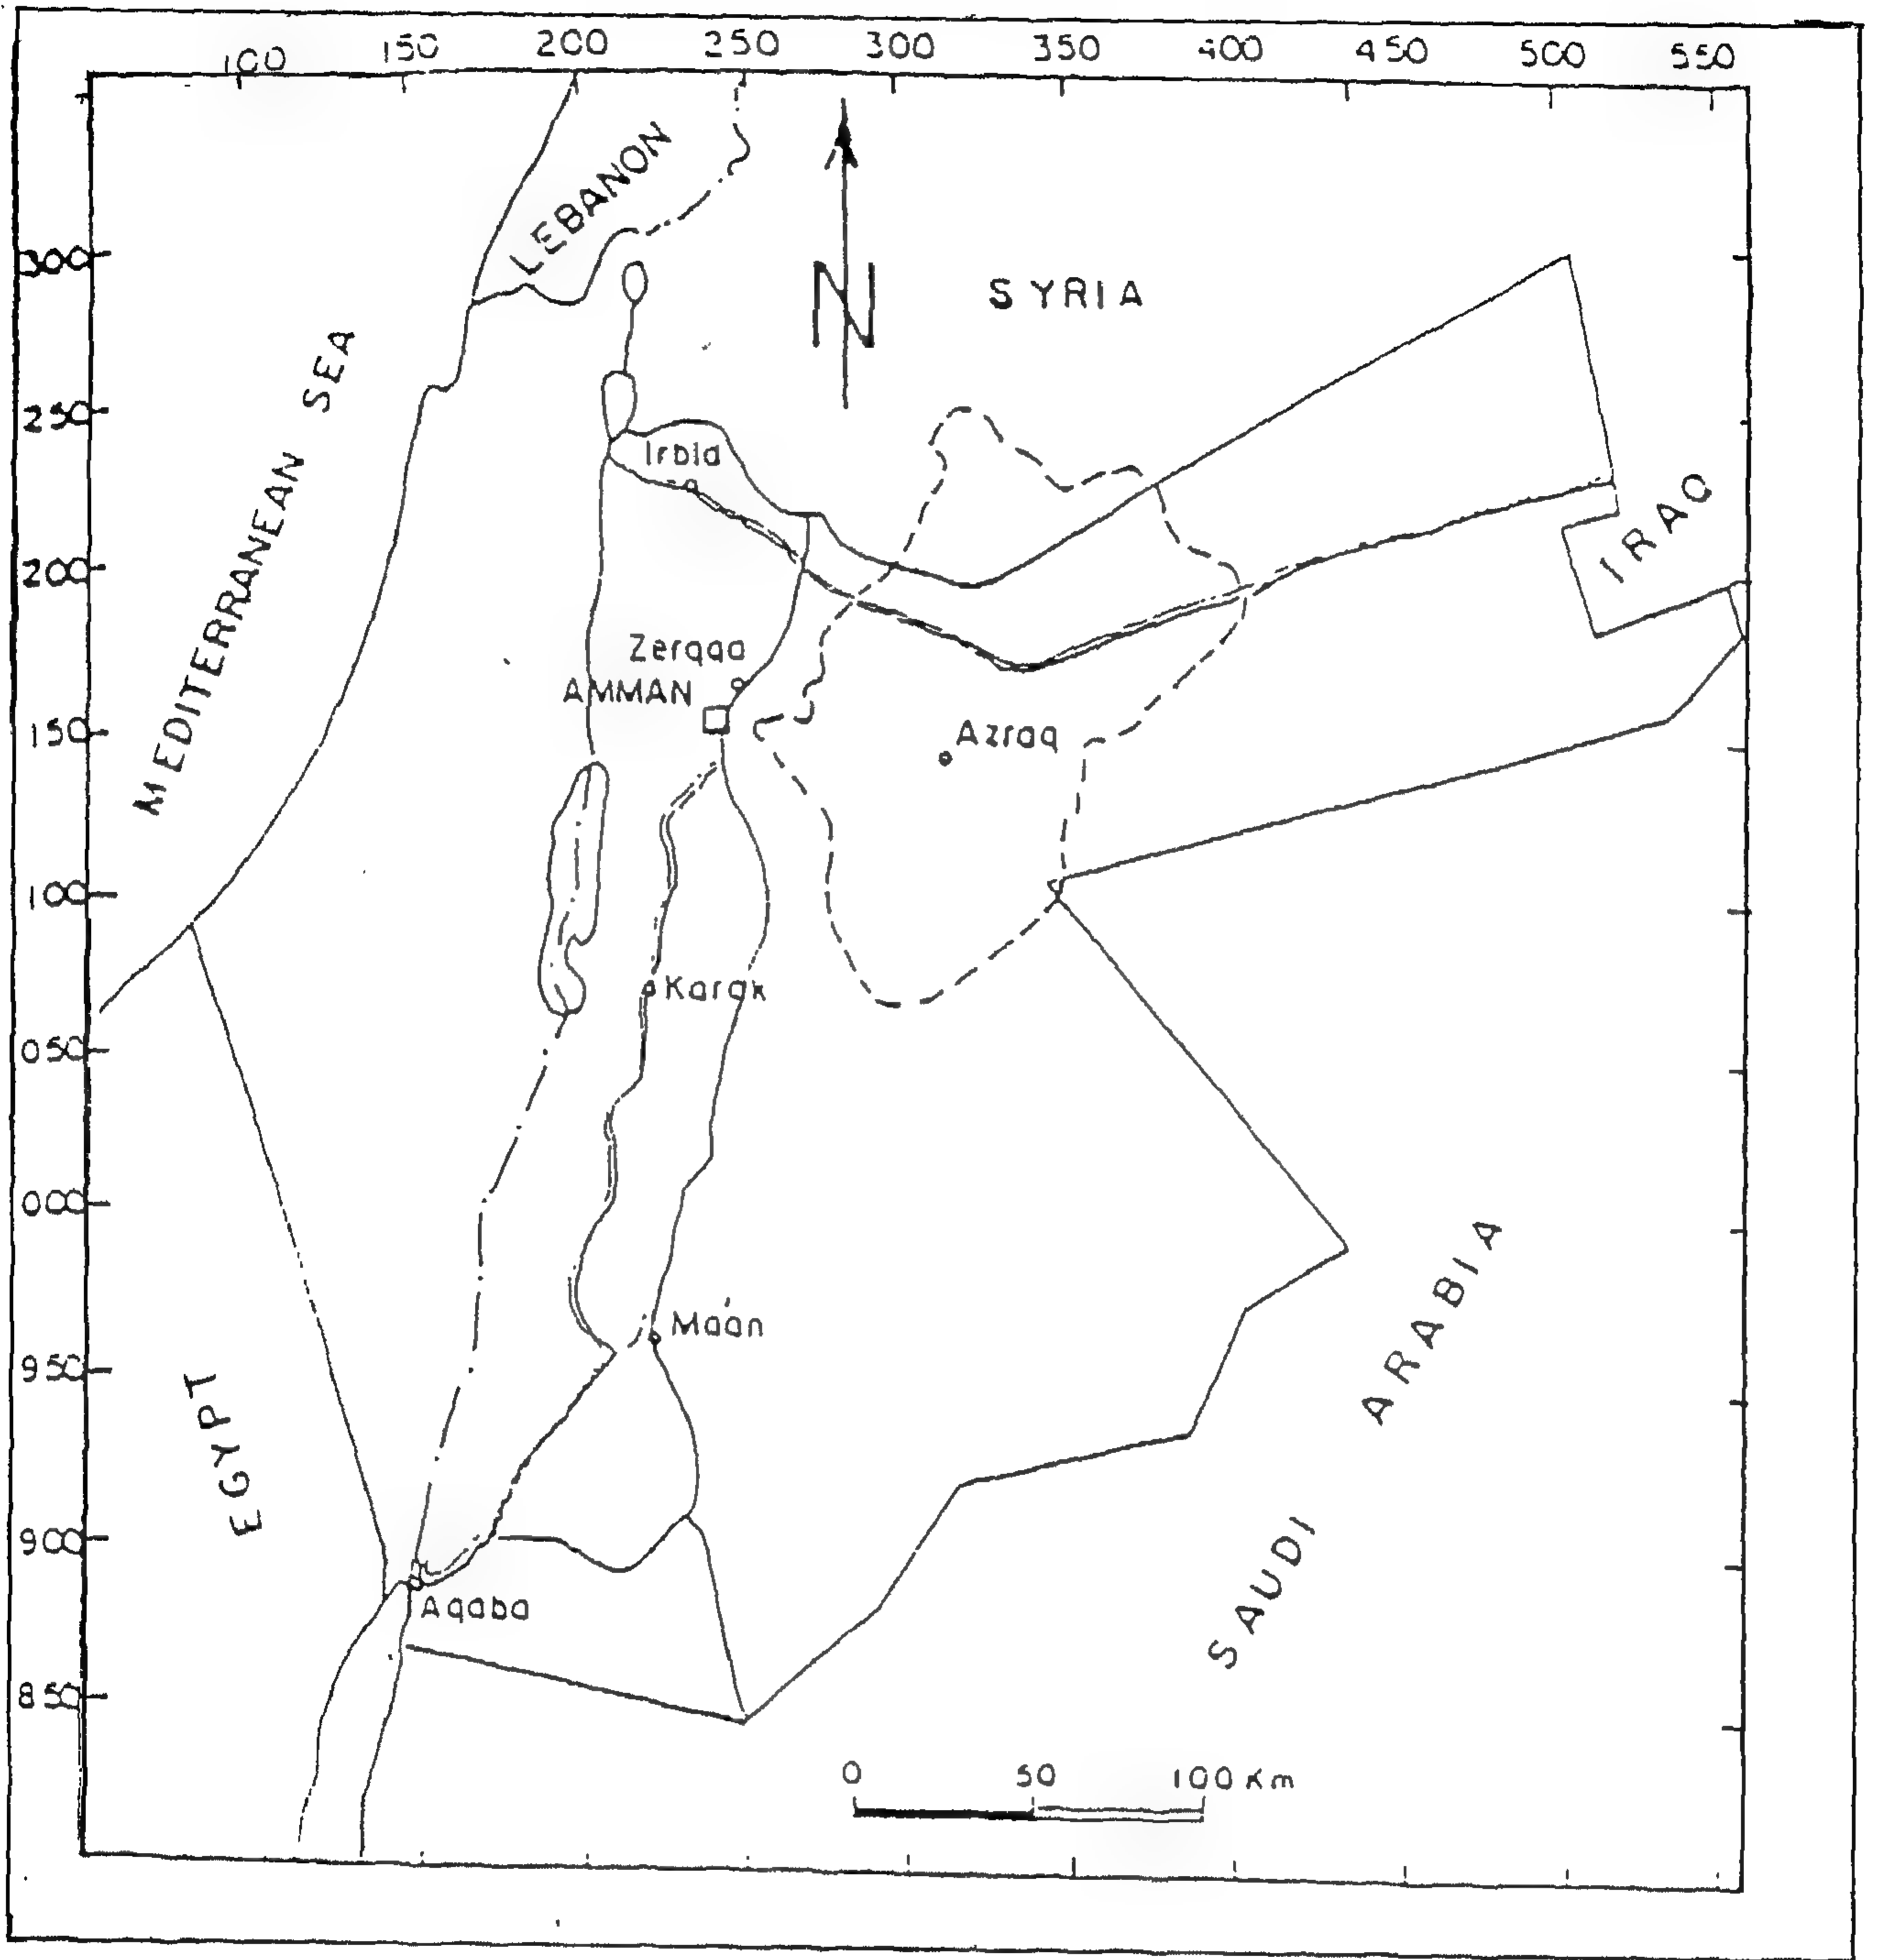 100 150 200 250 300 350 400 450 500 550
LEBANON
300
SYRIA
MEDITERRANEAN SEA
N
250
Irbid
IRAQ
200
Zerqaa
AMMAN
150
Azraq
100
Karak
050
000
Máán
950
SAUDI ARABIA
EGYPT
900
Aqaba
850
0 50 100 Km